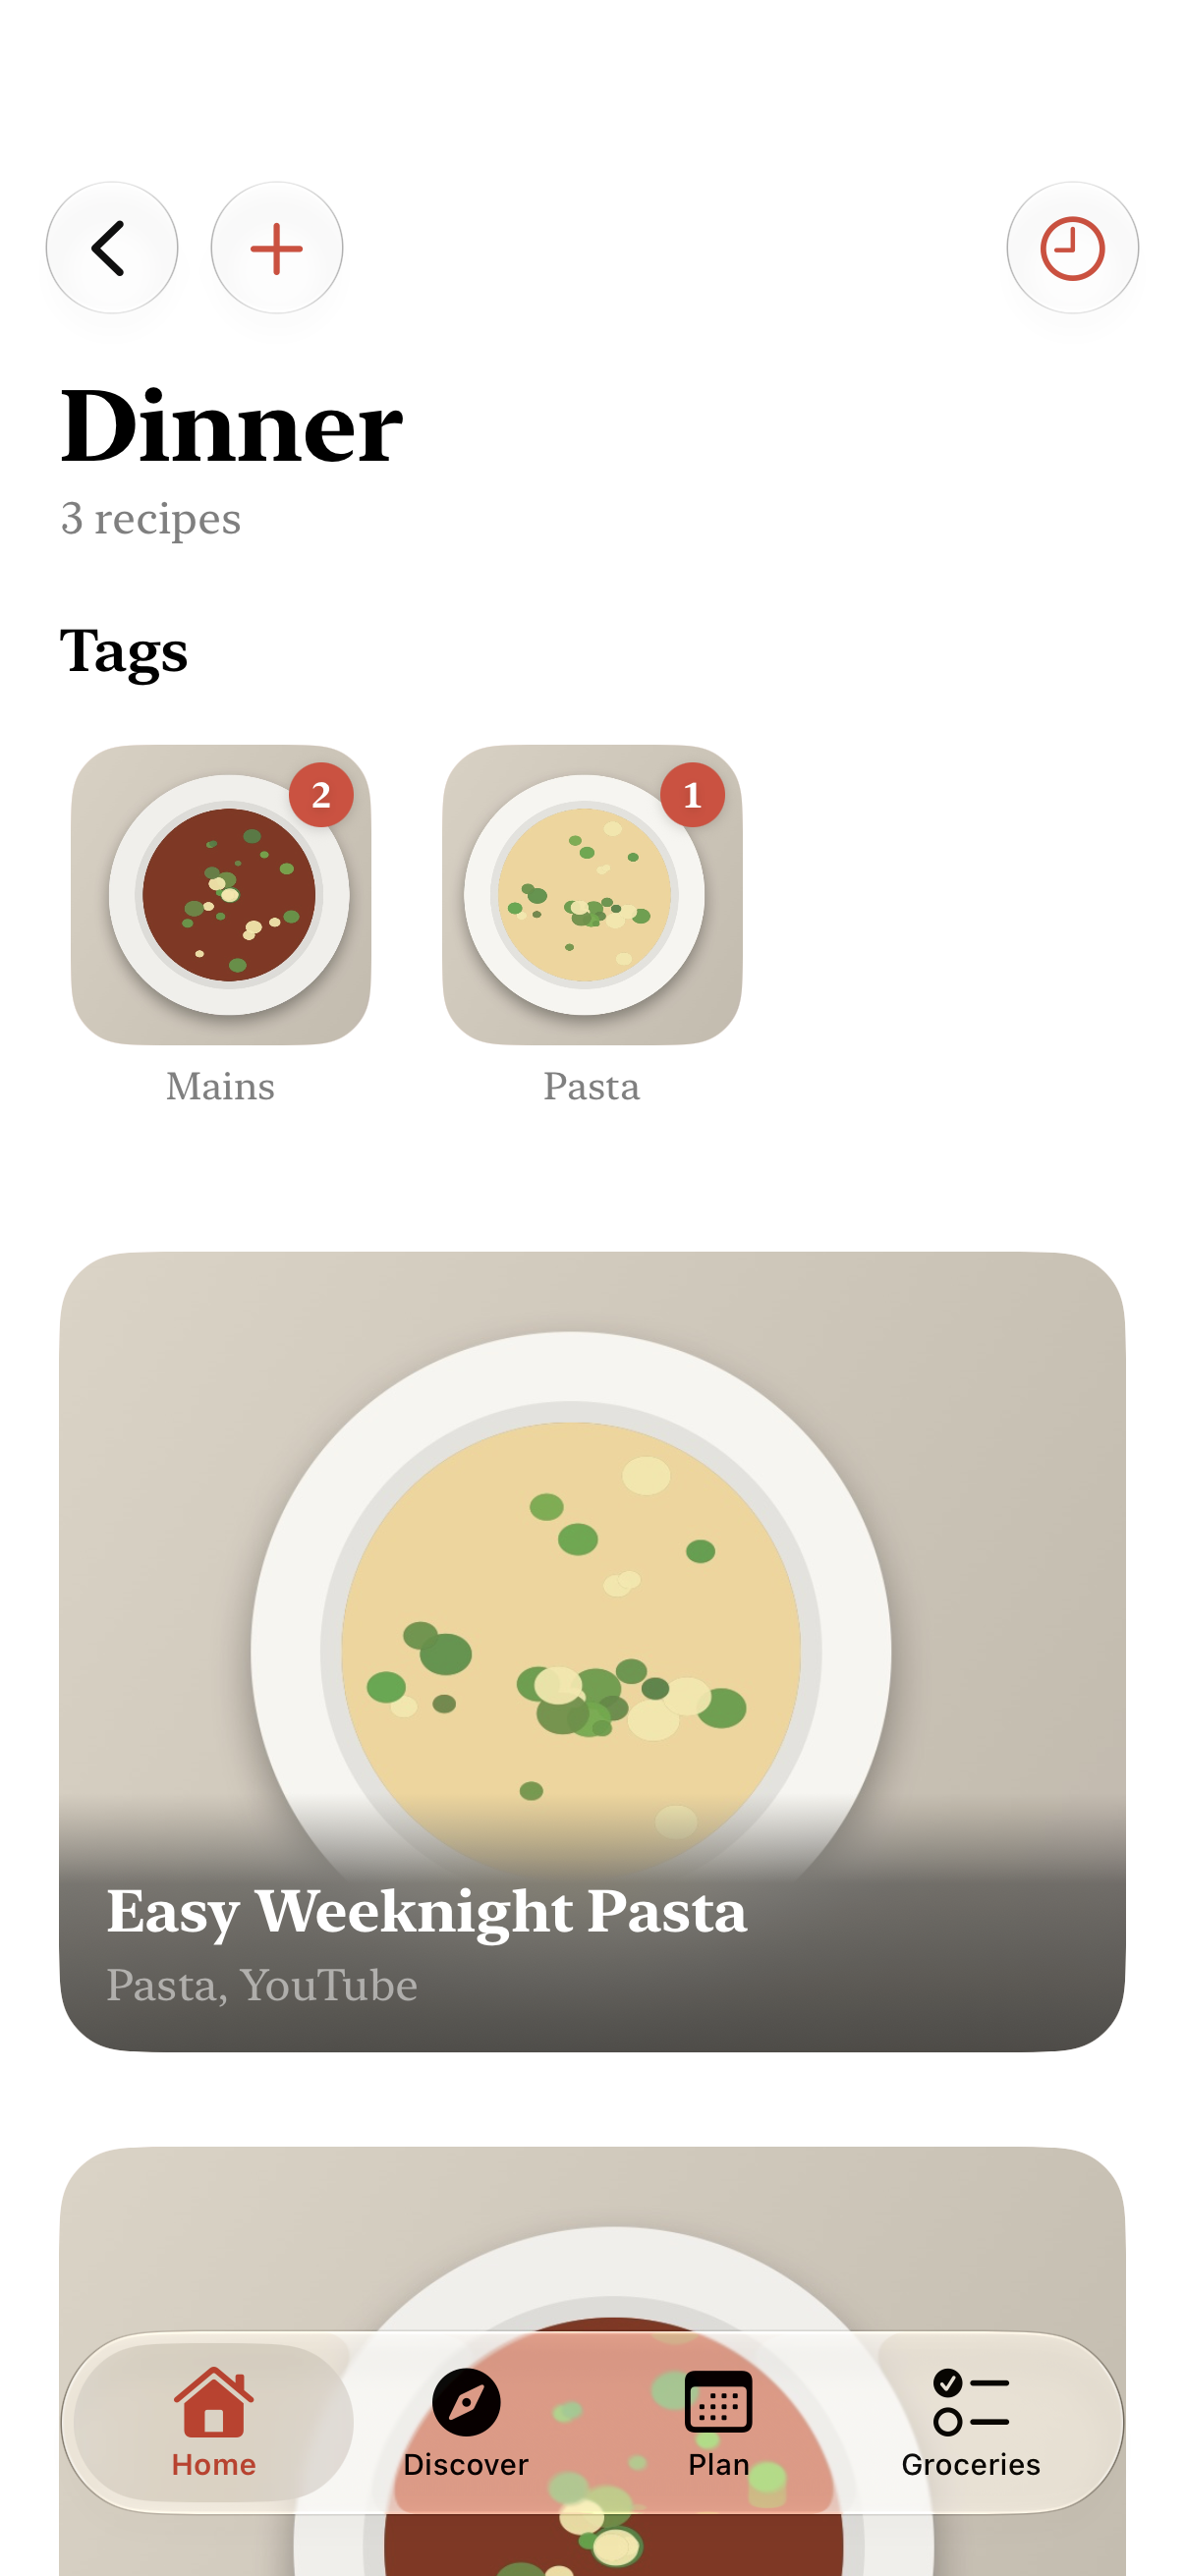 Dinner
3 recipes
Tags
2
1
Mains
Pasta
Easy Weeknight Pasta
Pasta, YouTube
Home
Discover
Plan
Groceries